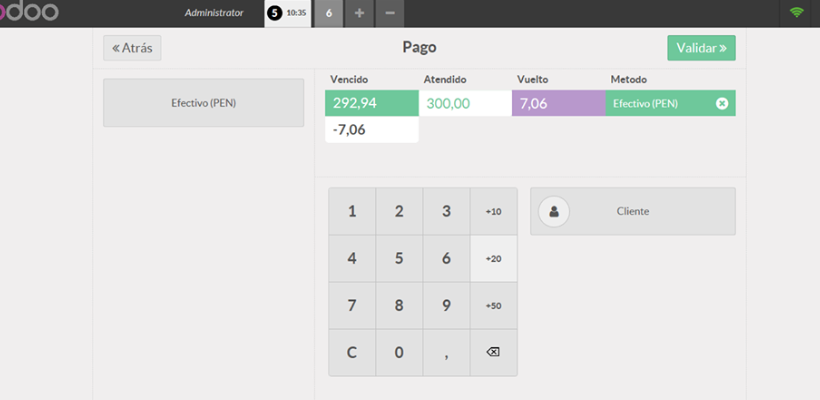 odoo Administrator 5 10:35 6
Atrás Pago Validar
Vencido Atendido Vuelto Metodo
Efectivo (PEN) 292,94 300,00 7,06 Efectivo (PEN)
-7,06
1 2 3 +10
Cliente
4 5 6 +20
7 8 9 +50
C 0 ,